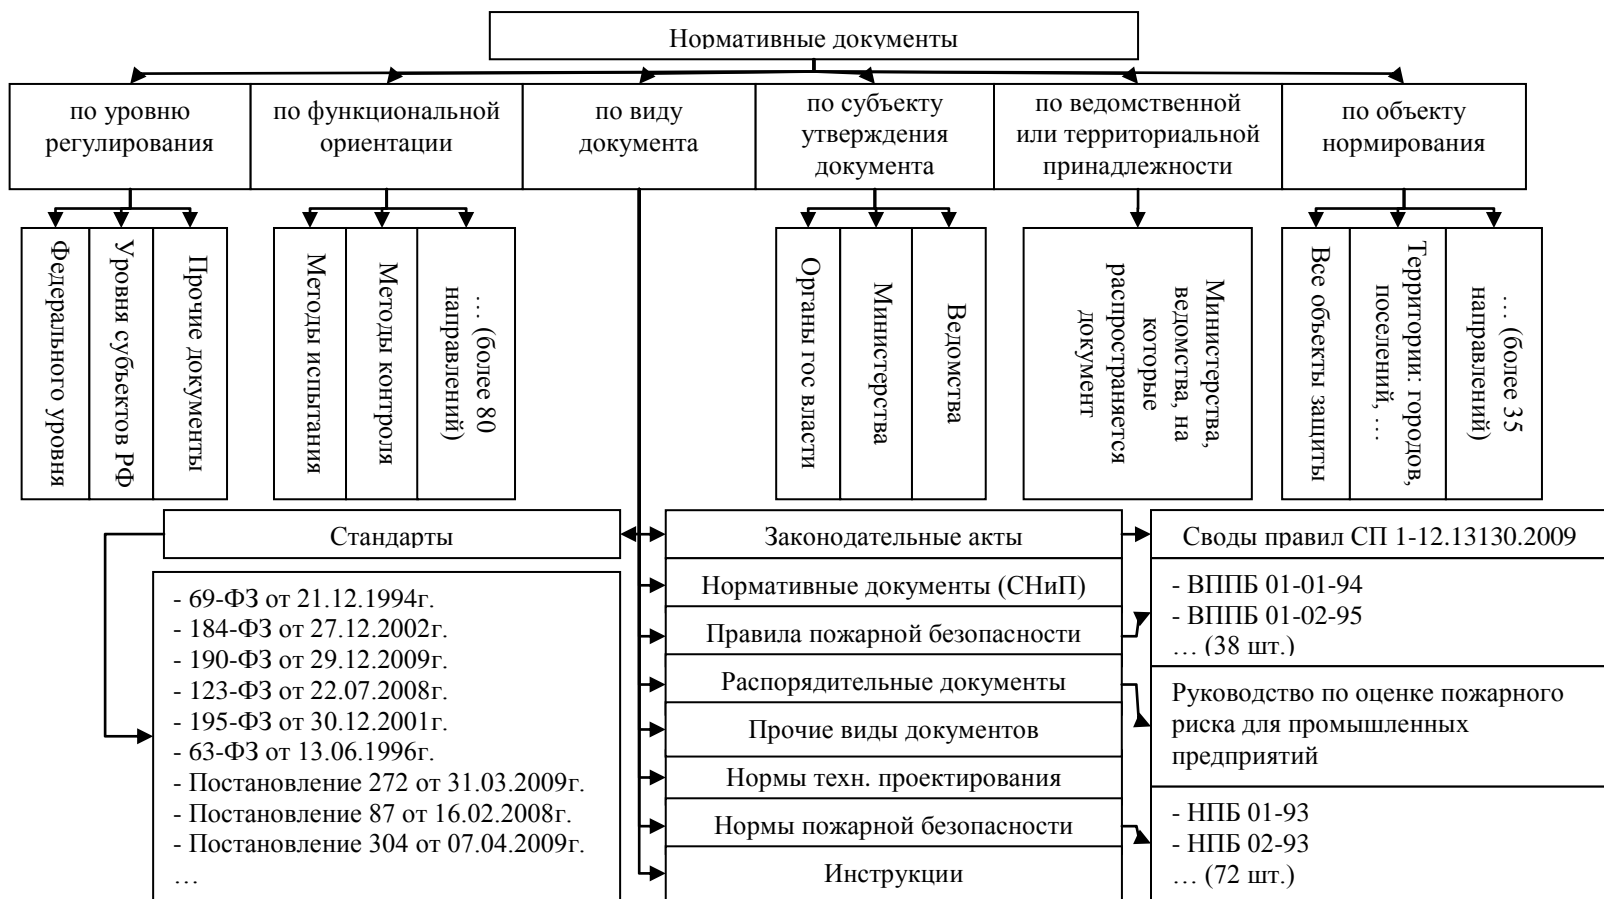 Нормативные документы
по уровню
регулирования
по функциональной
ориентации
по виду
документа
по субъекту
утверждения
документа
по ведомственной
или территориальной
принадлежности
по объекту
нормирования
Федерального уровня
Уровня субъектов РФ
Прочие документы
Методы испытания
Методы контроля
… (более 80
направлений)
Органы гос власти
Министерства
Ведомства
Министерства,
ведомства, на
которые
распространяется
документ
Все объекты защиты
Территории: городов,
поселений, …
… (более 35
направлений)
Стандарты
- 69-ФЗ от 21.12.1994г.
- 184-ФЗ от 27.12.2002г.
- 190-ФЗ от 29.12.2009г.
- 123-ФЗ от 22.07.2008г.
- 195-ФЗ от 30.12.2001г.
- 63-ФЗ от 13.06.1996г.
- Постановление 272 от 31.03.2009г.
- Постановление 87 от 16.02.2008г.
- Постановление 304 от 07.04.2009г.
…
Законодательные акты
Нормативные документы (СНиП)
Правила пожарной безопасности
Распорядительные документы
Прочие виды документов
Нормы техн. проектирования
Нормы пожарной безопасности
Инструкции
Своды правил СП 1-12.13130.2009
- ВППБ 01-01-94
- ВППБ 01-02-95
… (38 шт.)
Руководство по оценке пожарного
риска для промышленных
предприятий
- НПБ 01-93
- НПБ 02-93
… (72 шт.)